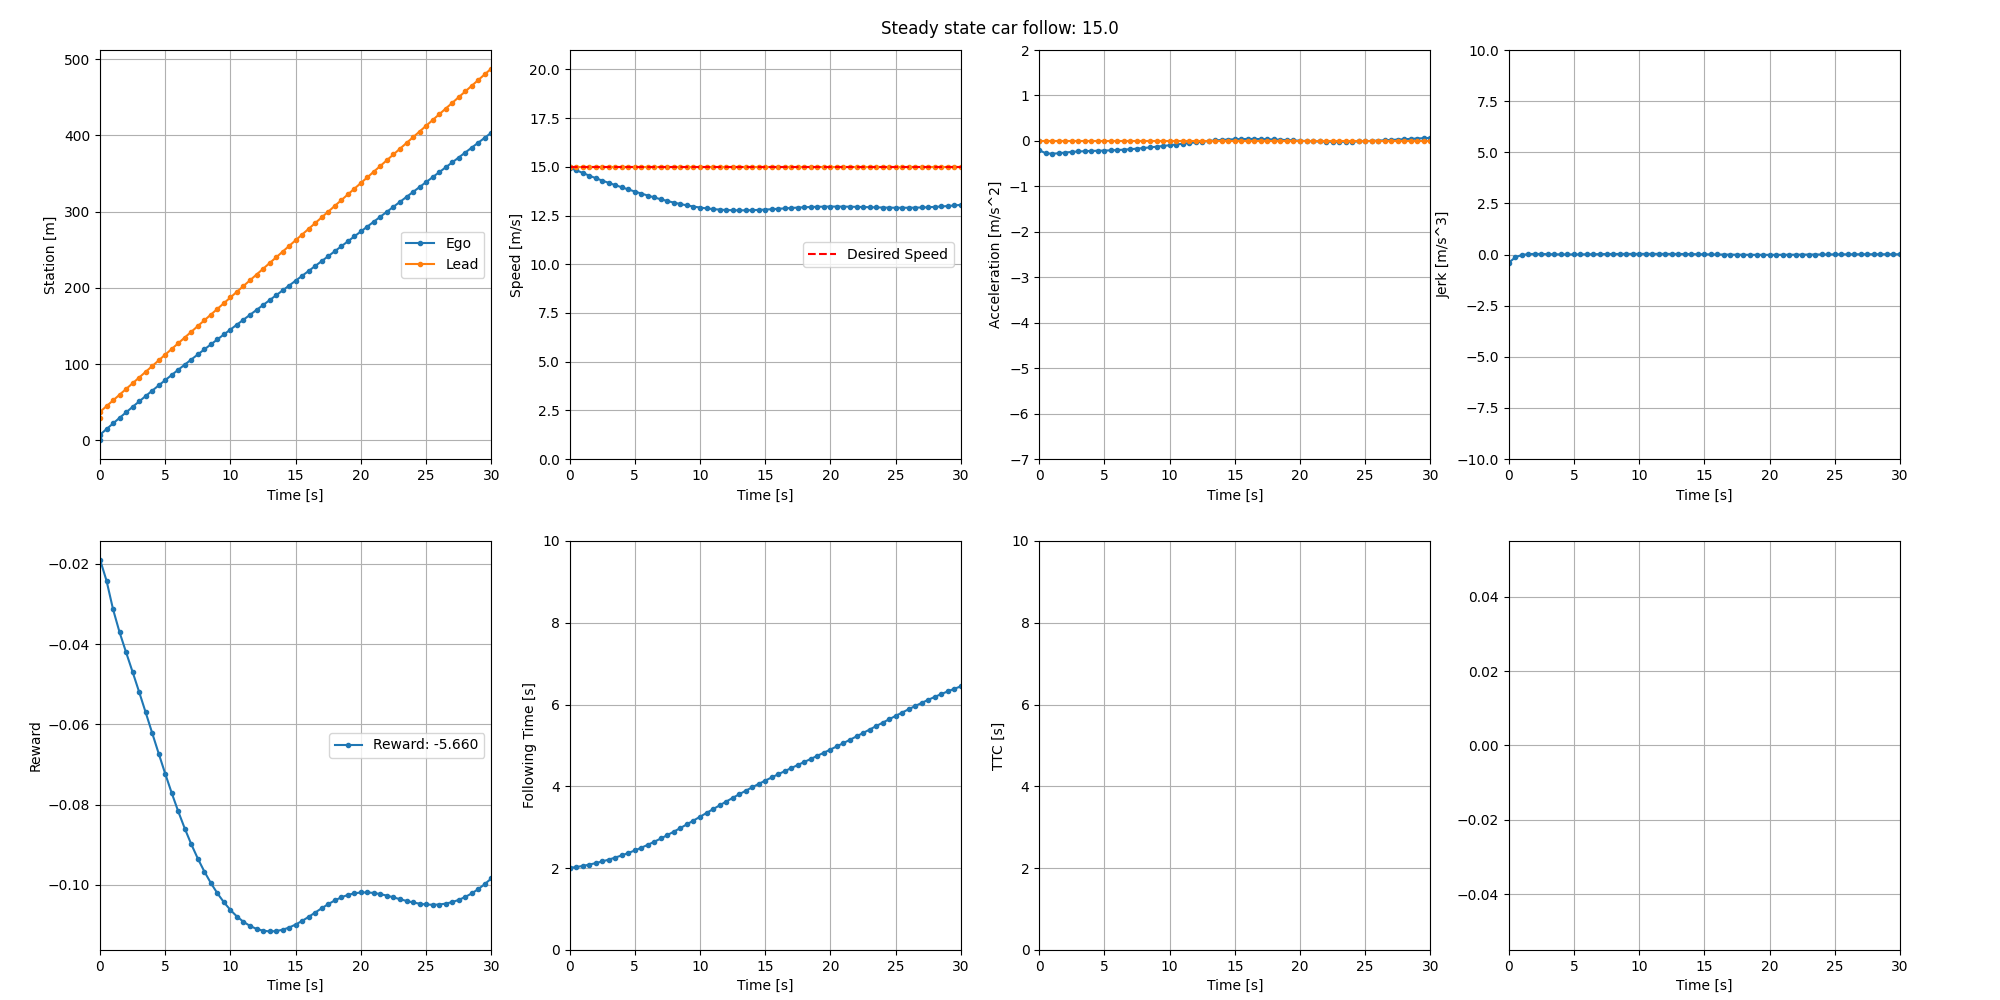 Steady state car follow: 15.0
500
400
300
200
100
0
Station [m]
0 5 10 15 20 25 30
Time [s]
Ego
Lead
20.0
17.5
15.0
12.5
10.0
7.5
5.0
2.5
0.0
Speed [m/s]
0 5 10 15 20 25 30
Time [s]
Desired Speed
2
1
0
−1
−2
−3
−4
−5
−6
−7
Acceleration [m/s^2]
0 5 10 15 20 25 30
Time [s]
10.0
7.5
5.0
2.5
0.0
−2.5
−5.0
−7.5
−10.0
Jerk [m/s^3]
0 5 10 15 20 25 30
Time [s]
−0.02
−0.04
−0.06
−0.08
−0.10
Reward
0 5 10 15 20 25 30
Time [s]
Reward: -5.660
10
8
6
4
2
0
Following Time [s]
0 5 10 15 20 25 30
Time [s]
10
8
6
4
2
0
TTC [s]
0 5 10 15 20 25 30
Time [s]
0.04
0.02
0.00
−0.02
−0.04
0 5 10 15 20 25 30
Time [s]